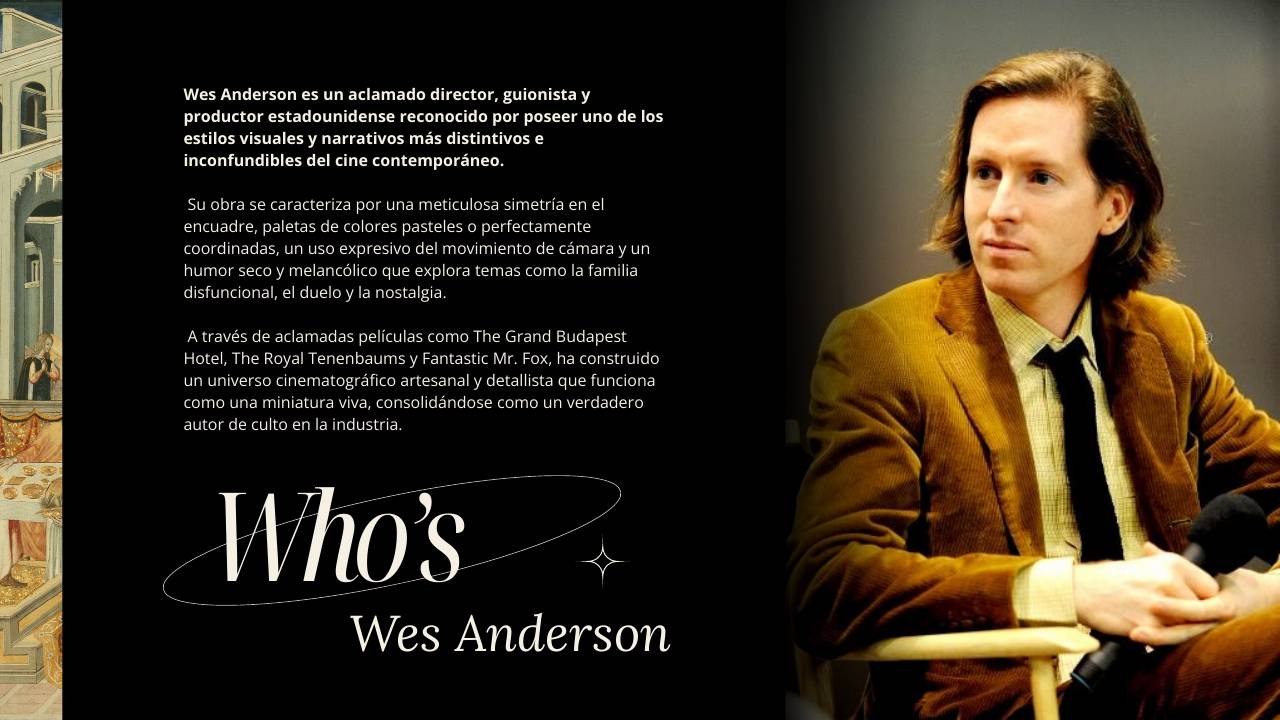 Wes Anderson es un aclamado director, guionista y
productor estadounidense reconocido por poseer uno de los
estilos visuales y narrativos más distintivos e
inconfundibles del cine contemporáneo.
Su obra se caracteriza por una meticulosa simetría en el
encuadre, paletas de colores pasteles o perfectamente
coordinadas, un uso expresivo del movimiento de cámara y un
humor seco y melancólico que explora temas como la familia
disfuncional, el duelo y la nostalgia.
A través de aclamadas películas como The Grand Budapest
Hotel, The Royal Tenenbaums y Fantastic Mr. Fox, ha construido
un universo cinematográfico artesanal y detallista que funciona
como una miniatura viva, consolidándose como un verdadero
autor de culto en la industria.
Who’s
Wes Anderson